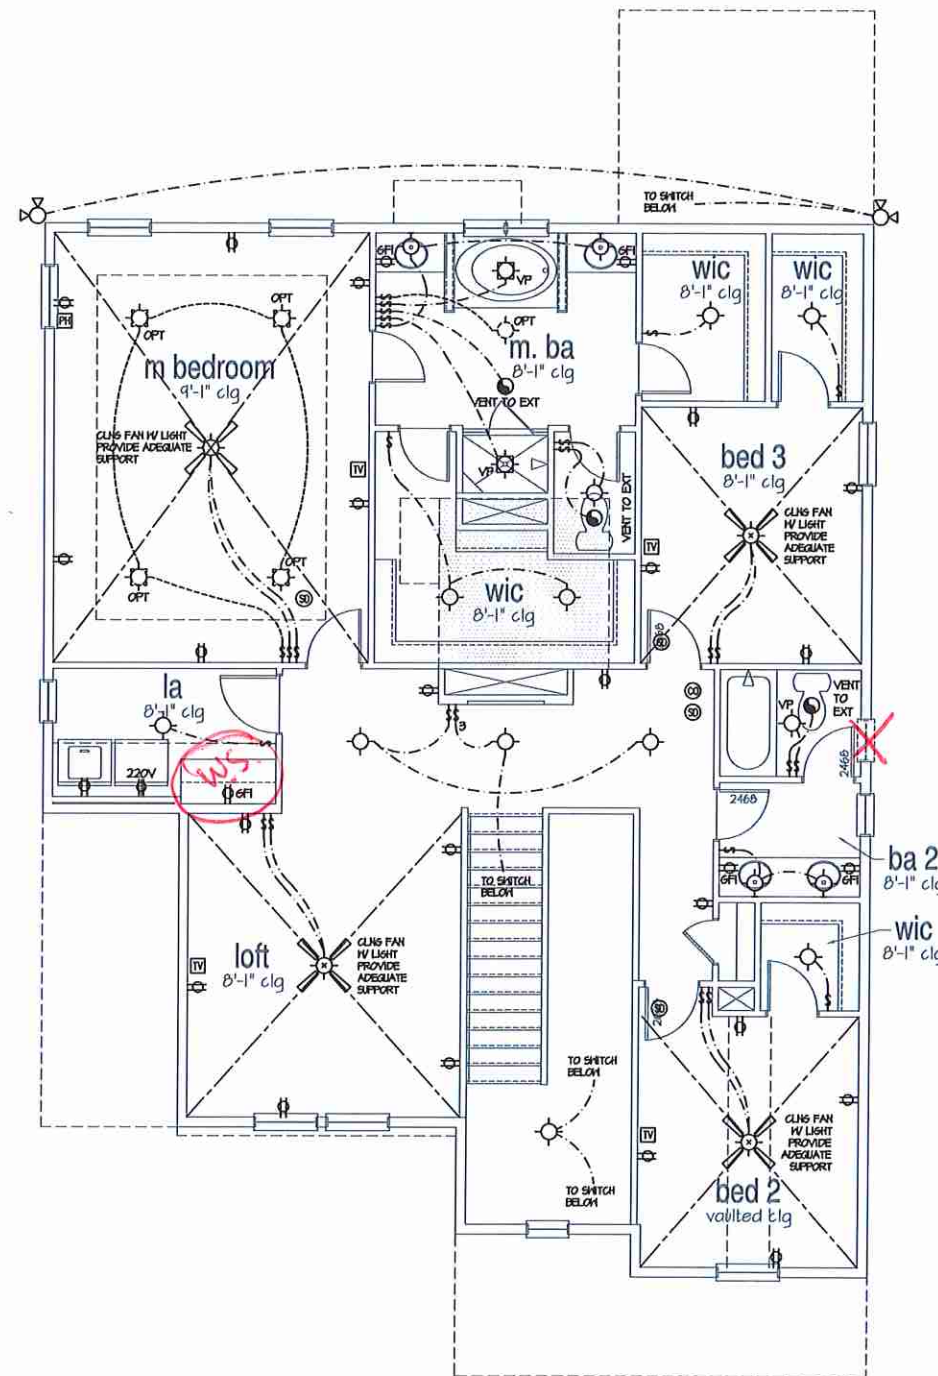 TO SWITCH
BELOW
GFI
GFI
wic
8'-1" clg
wic
8'-1" clg
VP
PH
OPT
OPT
OPT
m bedroom
9'-1" clg
m. ba
8'-1" clg
$
$
$
$
$
$
$
VENT TO EXT
CLNG FAN W/ LIGHT
PROVIDE ADEQUATE
SUPPORT
TV
VP
$$
VENT TO EXT
bed 3
8'-1" clg
CLNG FAN
W/ LIGHT
PROVIDE
ADEQUATE
SUPPORT
TV
OPT
OPT
SD
wic
8'-1" clg
$$$
$$
SD
la
8'-1" clg
CO
SD
VP
VENT
TO
EXT
$$
3
$
W.S.
220V
GFI
2468
2468
$$
$
GFI
GFI
ba 2
8'-1" clg
TO SWITCH
BELOW
wic
8'-1" clg
loft
8'-1" clg
TV
CLNG FAN
W/ LIGHT
PROVIDE
ADEQUATE
SUPPORT
$
$
$$
SD
TO SWITCH
BELOW
TV
CLNG FAN
W/ LIGHT
PROVIDE
ADEQUATE
SUPPORT
TO SWITCH
BELOW
bed 2
vaulted clg